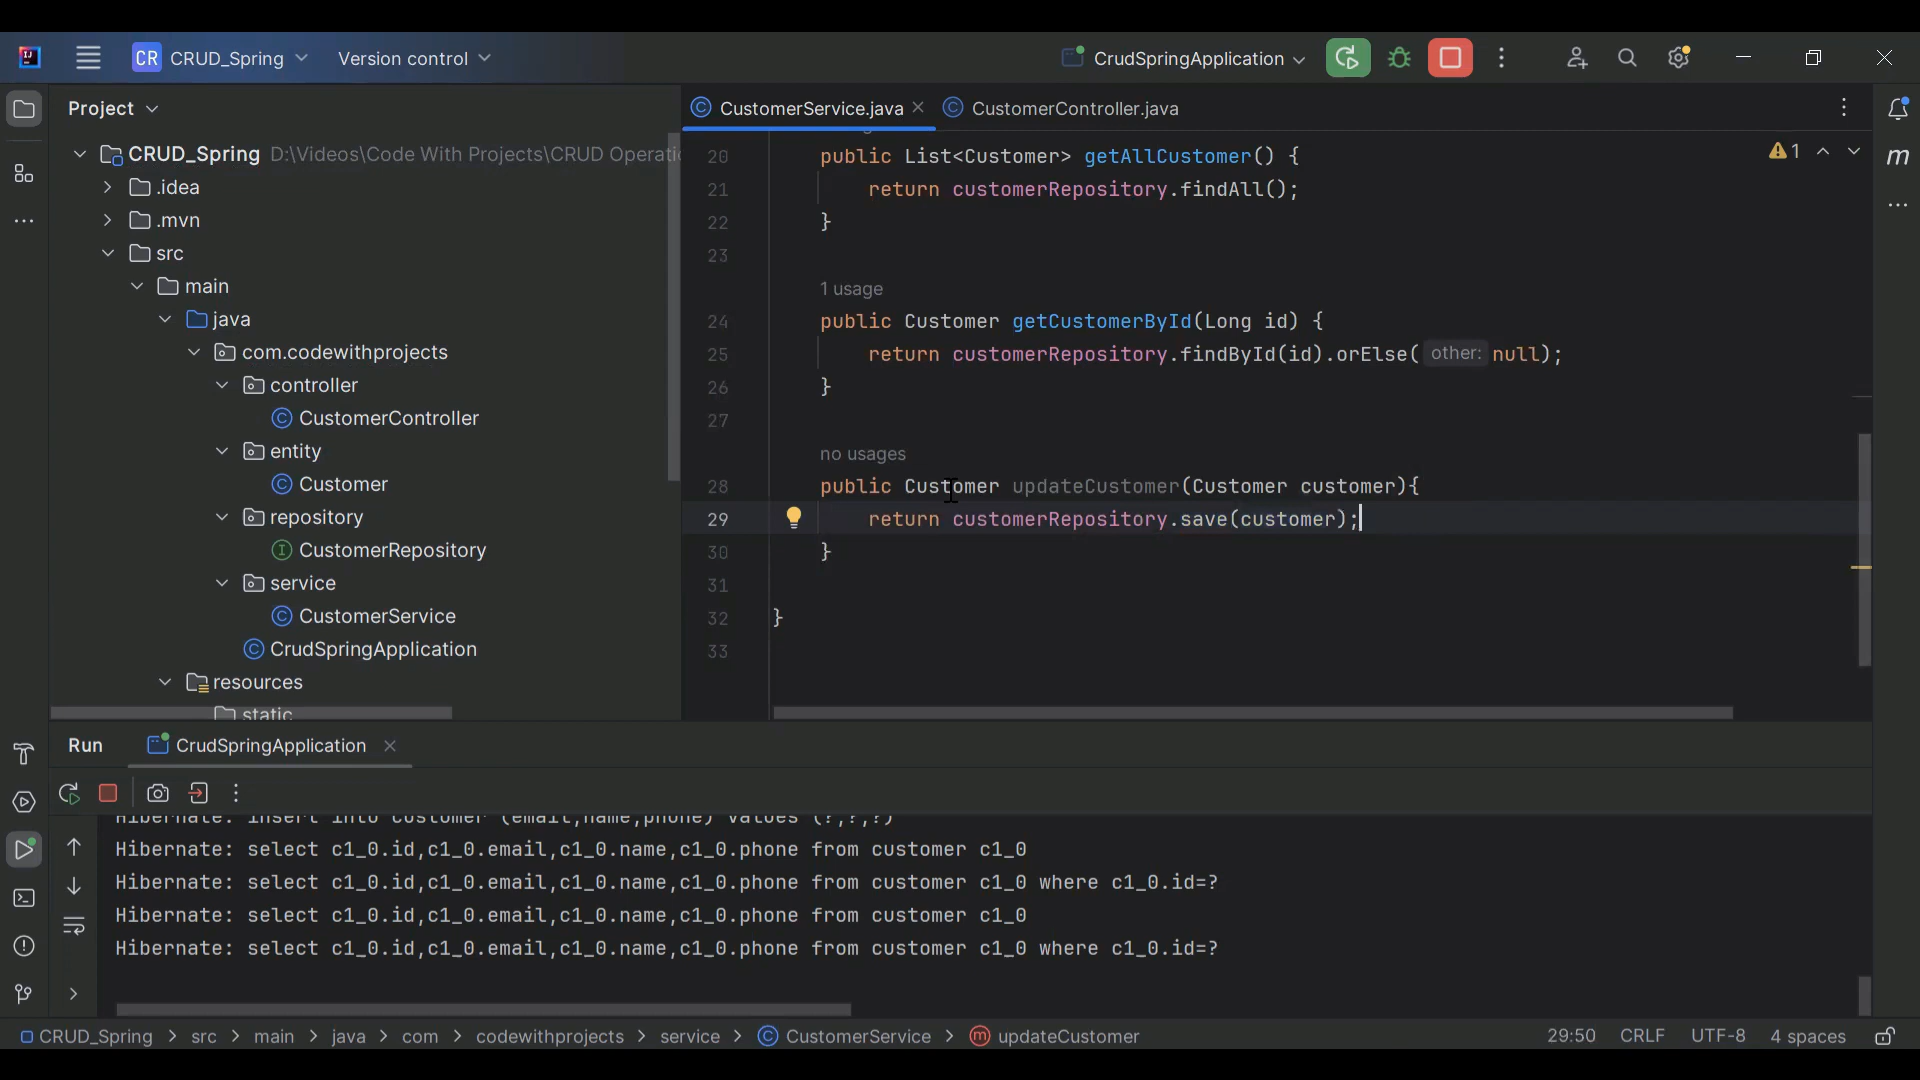 CR CRUD_Spring
Version control
CrudSpringApplication
Project
CustomerService.java
CustomerController.java
CRUD_Spring D:\Videos\Code With Projects\CRUD Operati
.idea
.mvn
src
main
java
com.codewithprojects
controller
CustomerController
entity
Customer
repository
CustomerRepository
service
CustomerService
CrudSpringApplication
resources
static
1
20 public List<Customer> getAllCustomer() {
21 return customerRepository.findAll();
22 }
23
1 usage
24 public Customer getCustomerById(Long id) {
25 return customerRepository.findById(id).orElse( other: null);
26 }
27
no usages
28 public Customer updateCustomer(Customer customer){
29 return customerRepository.save(customer);
30 }
31
32 }
33
m
Run
CrudSpringApplication
Hibernate: insert into customer (email,name,phone) values (?,?,?)
Hibernate: select c1_0.id,c1_0.email,c1_0.name,c1_0.phone from customer c1_0
Hibernate: select c1_0.id,c1_0.email,c1_0.name,c1_0.phone from customer c1_0 where c1_0.id=?
Hibernate: select c1_0.id,c1_0.email,c1_0.name,c1_0.phone from customer c1_0
Hibernate: select c1_0.id,c1_0.email,c1_0.name,c1_0.phone from customer c1_0 where c1_0.id=?
CRUD_Spring > src > main > java > com > codewithprojects > service > CustomerService > updateCustomer
29:50 CRLF UTF-8 4 spaces